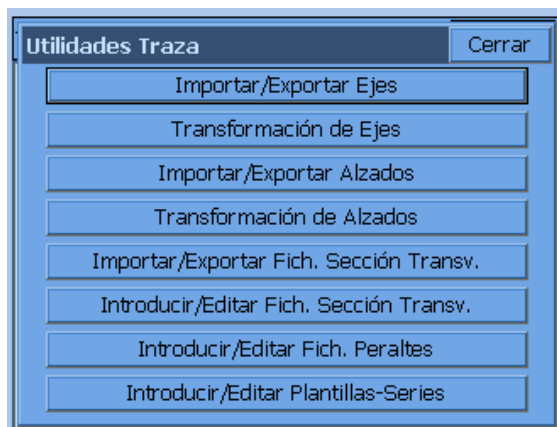 Utilidades Traza
Cerrar
Importar/Exportar Ejes
Transformación de Ejes
Importar/Exportar Alzados
Transformación de Alzados
Importar/Exportar Fich. Sección Transv.
Introducir/Editar Fich. Sección Transv.
Introducir/Editar Fich. Peraltes
Introducir/Editar Plantillas-Series